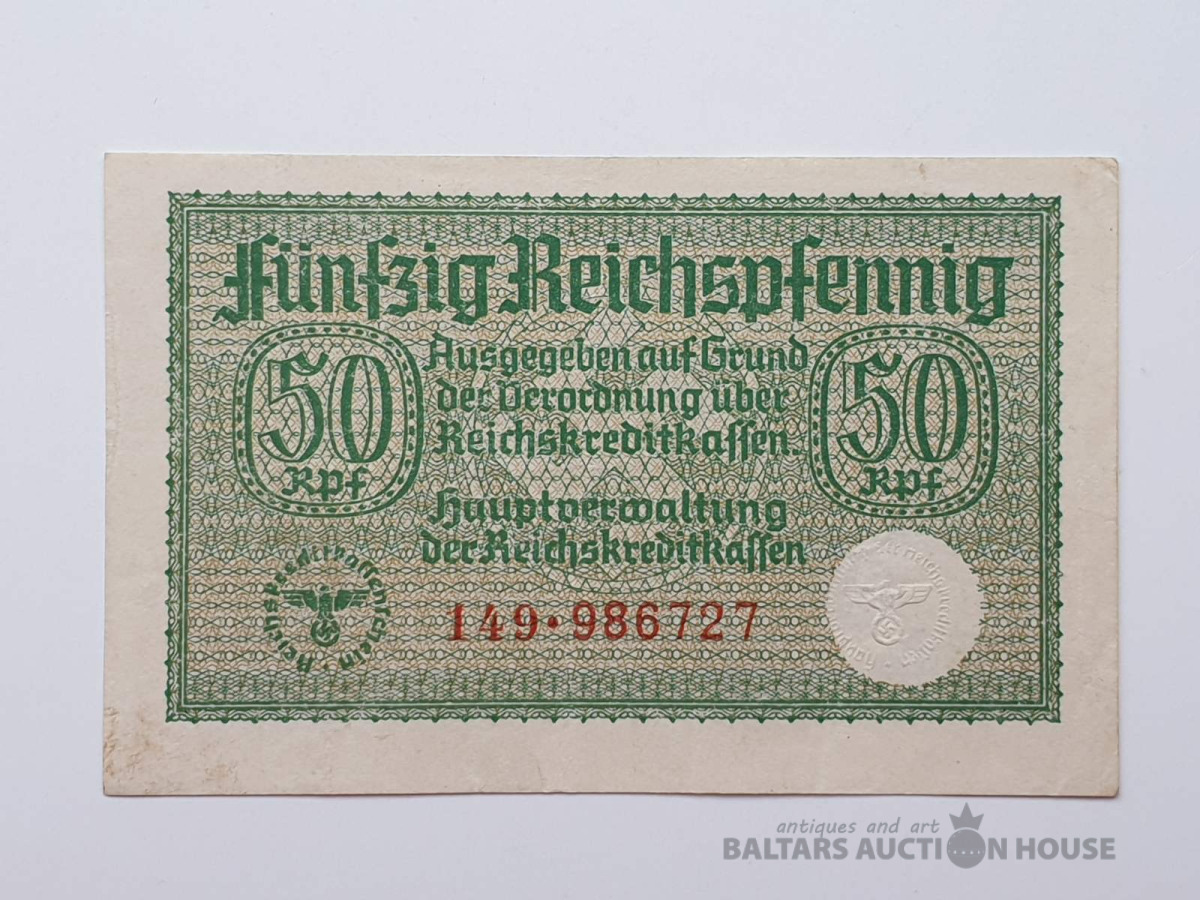 Fünfzig Reichspfennig
50
Rpf
Ausgegeben auf Grund
der Verordnung über
Reichskreditkassen.
50
Rpf
Hauptverwaltung
der Reichskreditkassen
149•986727
antiques and art
BALTARS AUCTION HOUSE